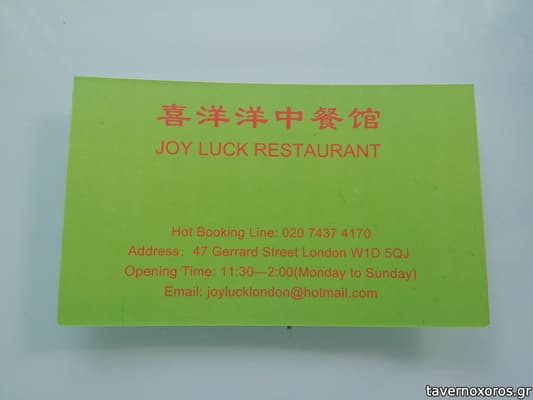 喜洋洋中餐馆
JOY LUCK RESTAURANT
Hot Booking Line: 020 7437 4170
Address： 47 Gerrard Street London W1D 5QJ
Opening Time: 11:30—2:00(Monday to Sunday)
Email: joylucklondon@hotmail.com
tavernoxoros.gr